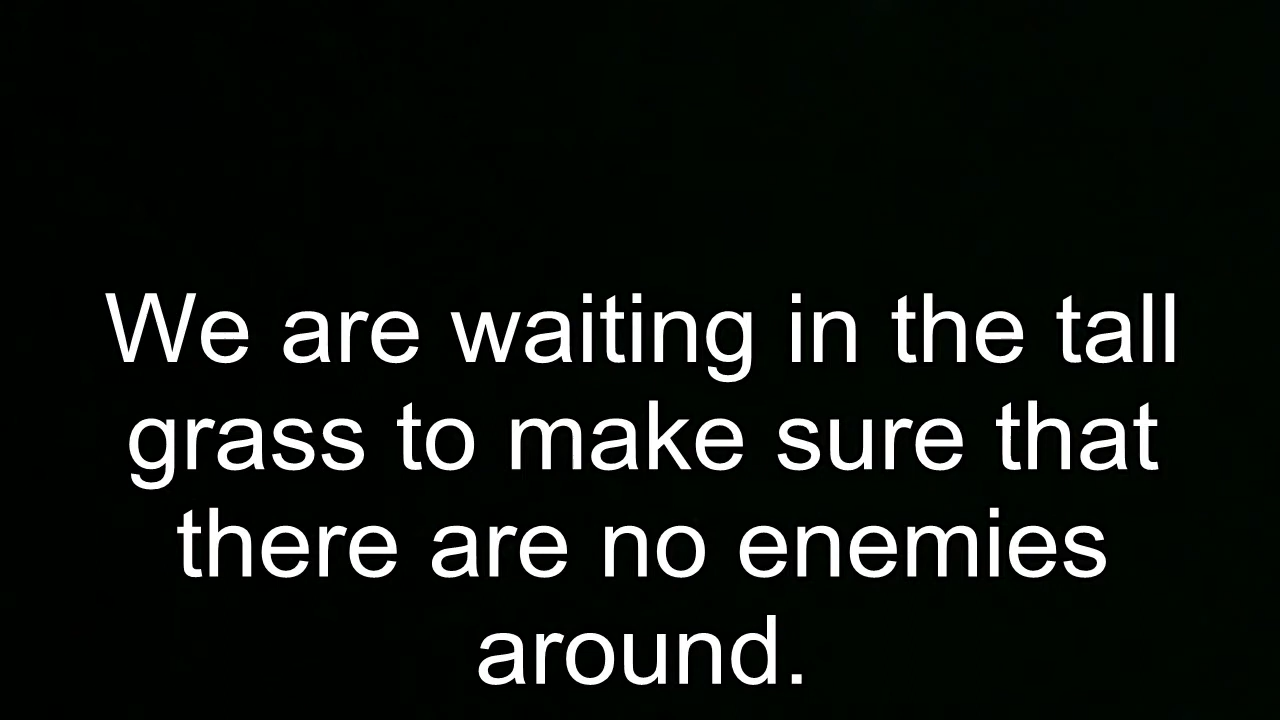 We are waiting in the tall
grass to make sure that
there are no enemies
around.